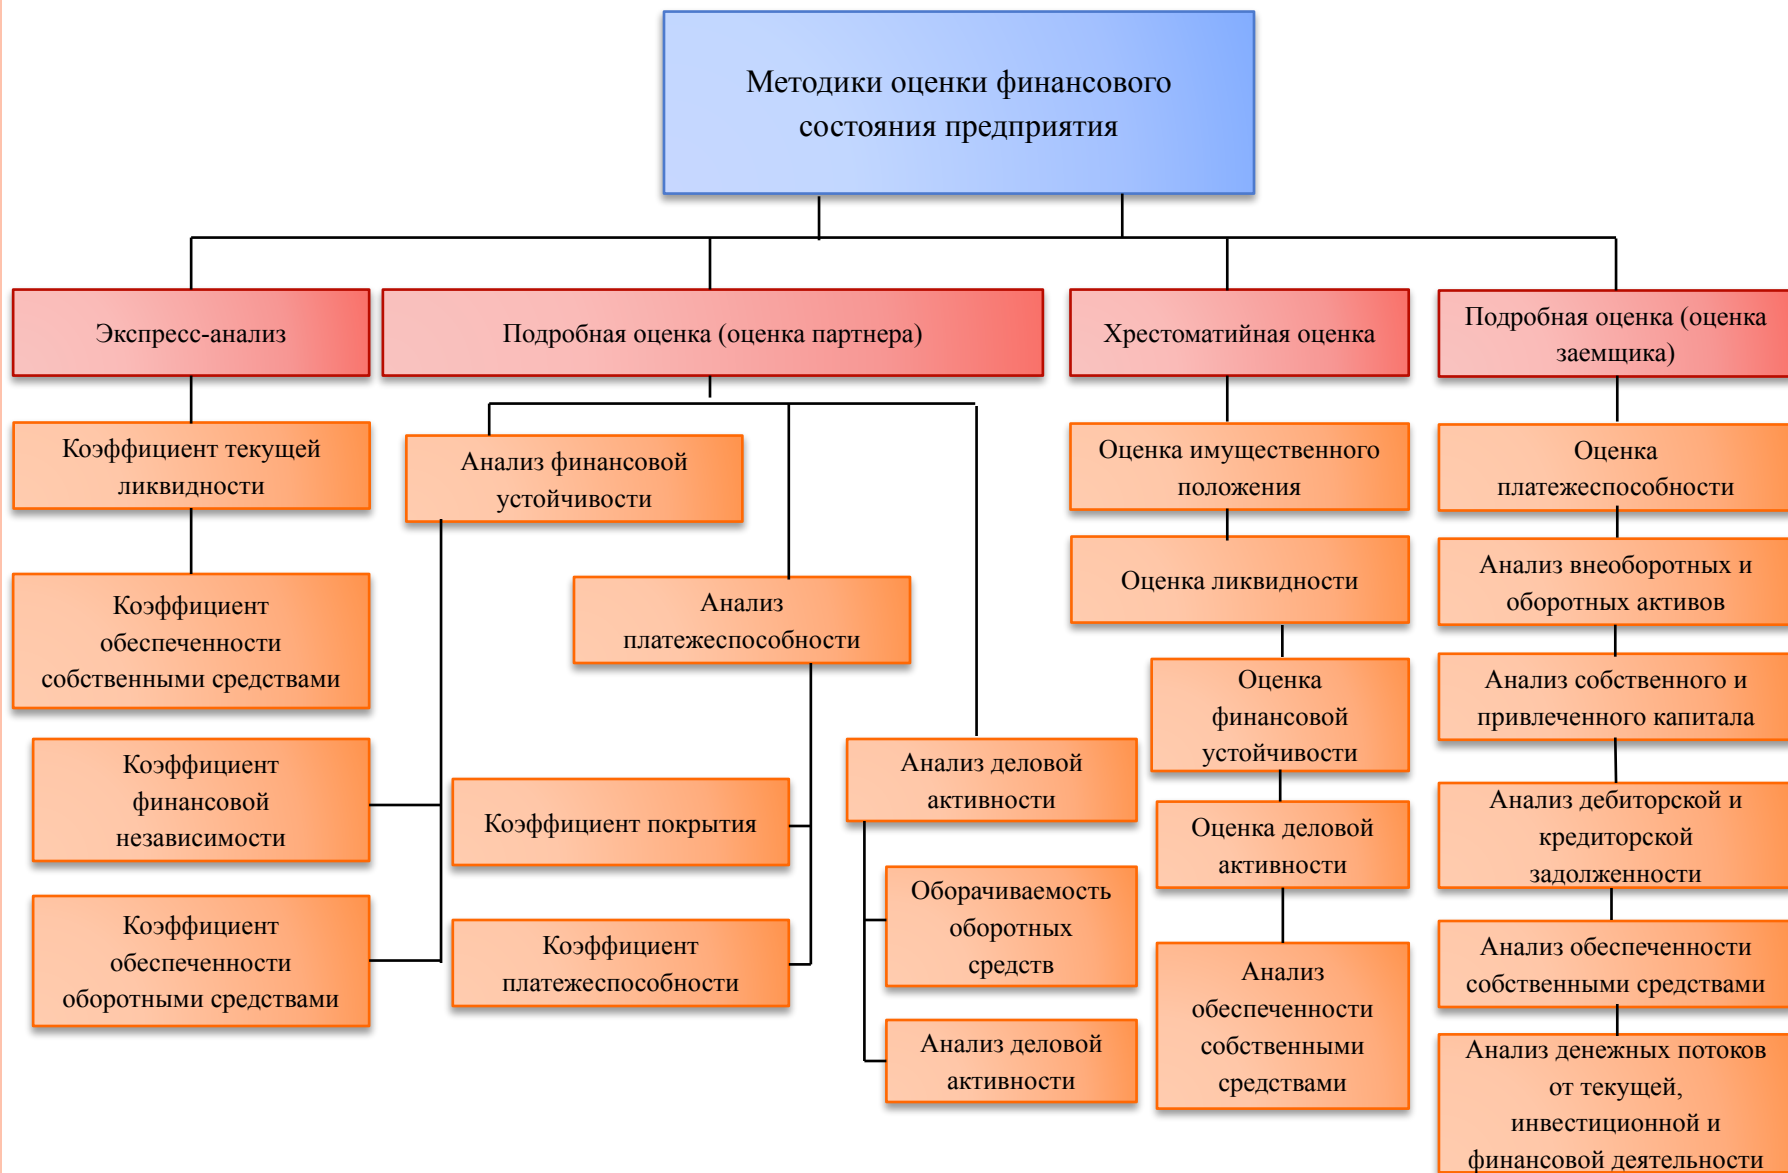 Методики оценки финансового
состояния предприятия
Экспресс-анализ
Подробная оценка (оценка партнера)
Хрестоматийная оценка
Подробная оценка (оценка
заемщика)
Коэффициент текущей
ликвидности
Коэффициент
обеспеченности
собственными средствами
Анализ финансовой
устойчивости
Коэффициент
финансовой
независимости
Коэффициент
обеспеченности
оборотными средствами
Анализ
платежеспособности
Коэффициент покрытия
Коэффициент
платежеспособности
Анализ деловой
активности
Оборачиваемость
оборотных
средств
Анализ деловой
активности
Оценка имущественного
положения
Оценка ликвидности
Оценка
финансовой
устойчивости
Оценка деловой
активности
Анализ
обеспеченности
собственными
средствами
Оценка
платежеспособности
Анализ внеоборотных и
оборотных активов
Анализ собственного и
привлеченного капитала
Анализ дебиторской и
кредиторской
задолженности
Анализ обеспеченности
собственными средствами
Анализ денежных потоков
от текущей,
инвестиционной и
финансовой деятельности